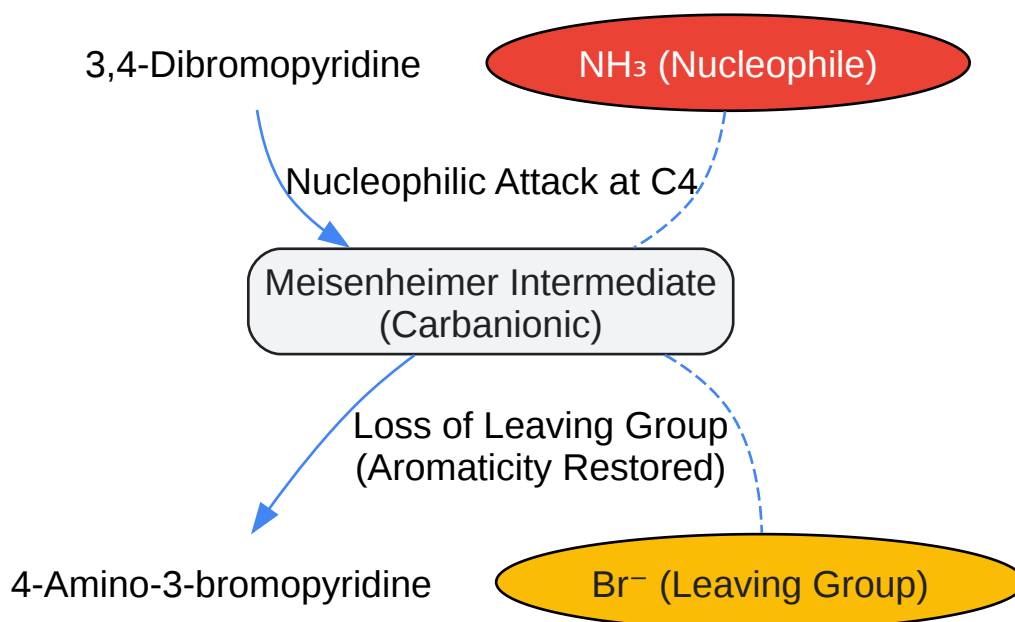 3,4-Dibromopyridine
NH₃ (Nucleophile)
Nucleophilic Attack at C4
Meisenheimer Intermediate
(Carbanionic)
Loss of Leaving Group
(Aromaticity Restored)
4-Amino-3-bromopyridine
Br⁻ (Leaving Group)